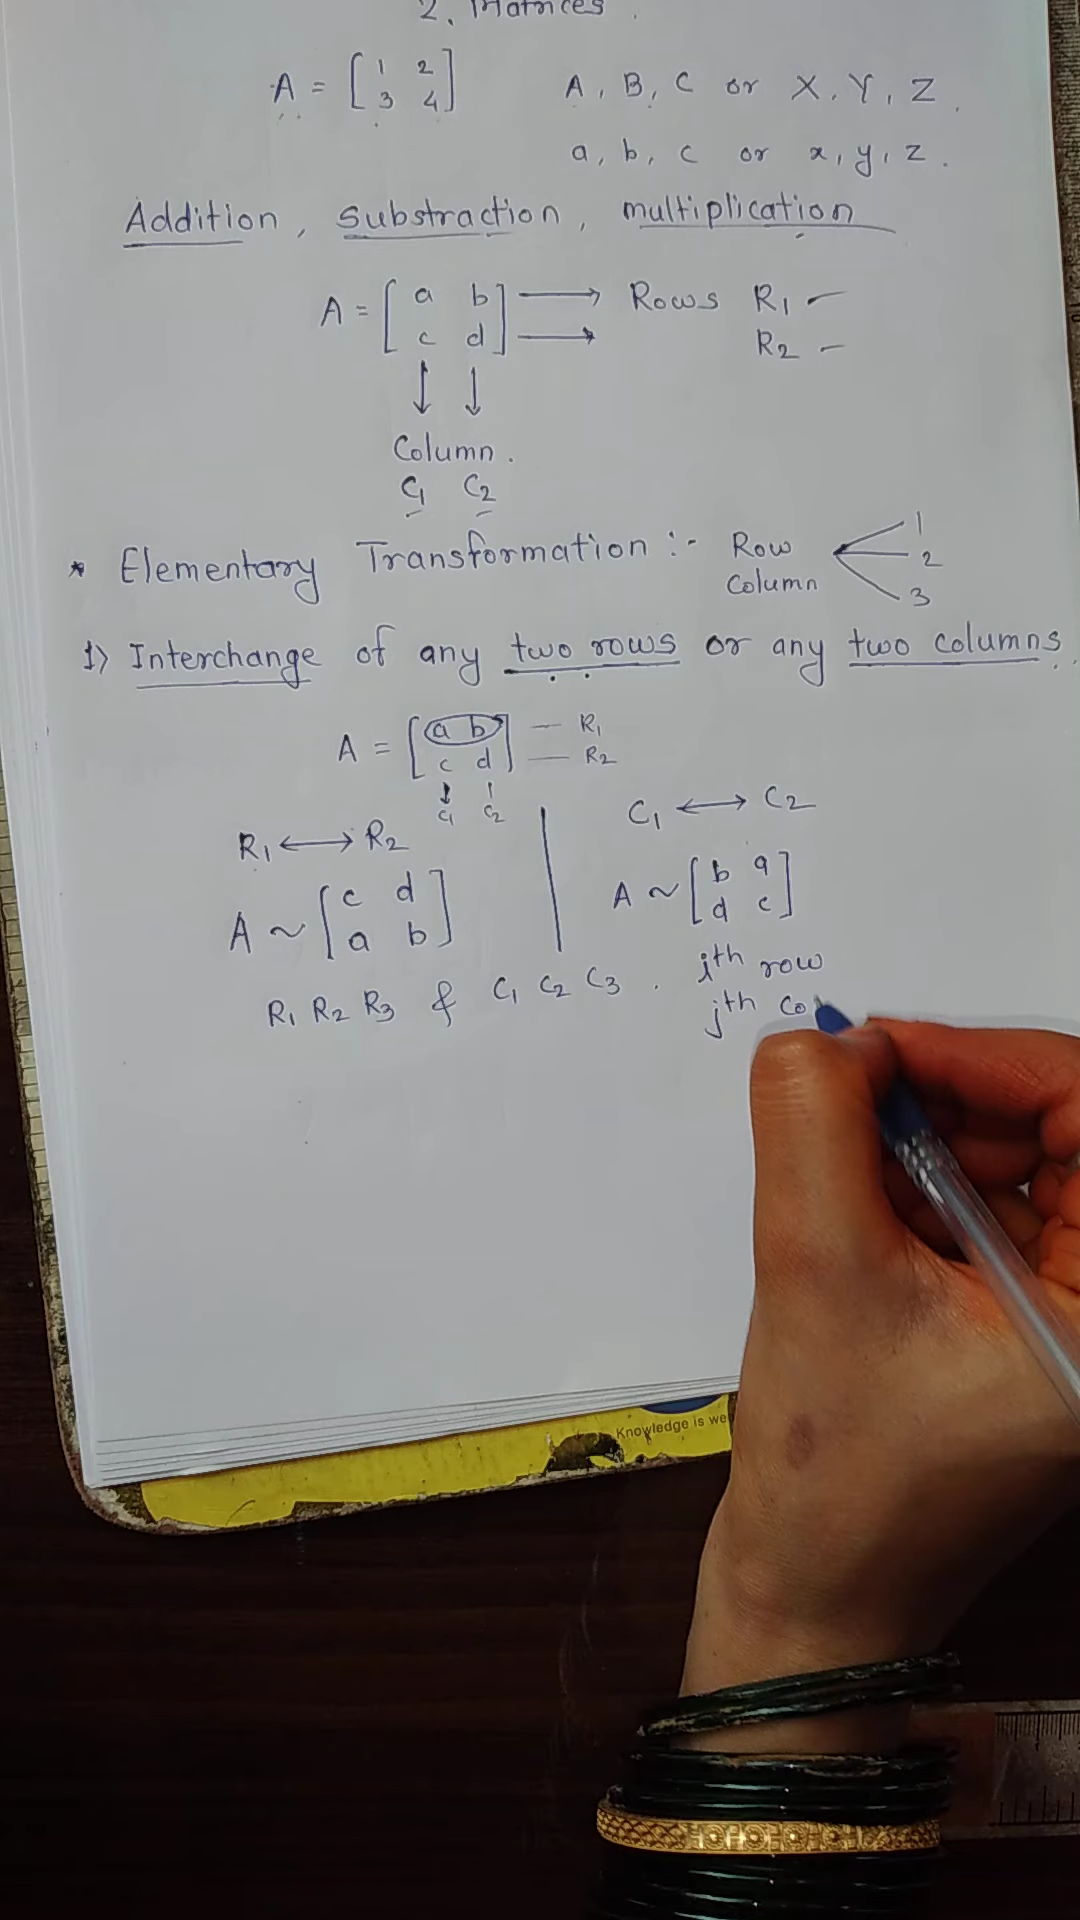 2. Matrices.
A = [ 1 2
3 4 ]
A, B, C or X, Y, Z.
a, b, c or x, y, z.
Addition, Substraction, multiplication
A = [ a b
c d ]
Rows R1
R2
Column.
C1 C2
* Elementary Transformation :- Row
Column
1
2
3
1) Interchange of any two rows or any two columns.
A = [ a b ] — R1
[ c d ] — R2
C1 C2
R1 ↔ R2
A ~ [ c d
a b ]
C1 ↔ C2
A ~ [ b a
d c ]
R1 R2 R3 & C1 C2 C3.
ith row
jth co
Knowledge is we